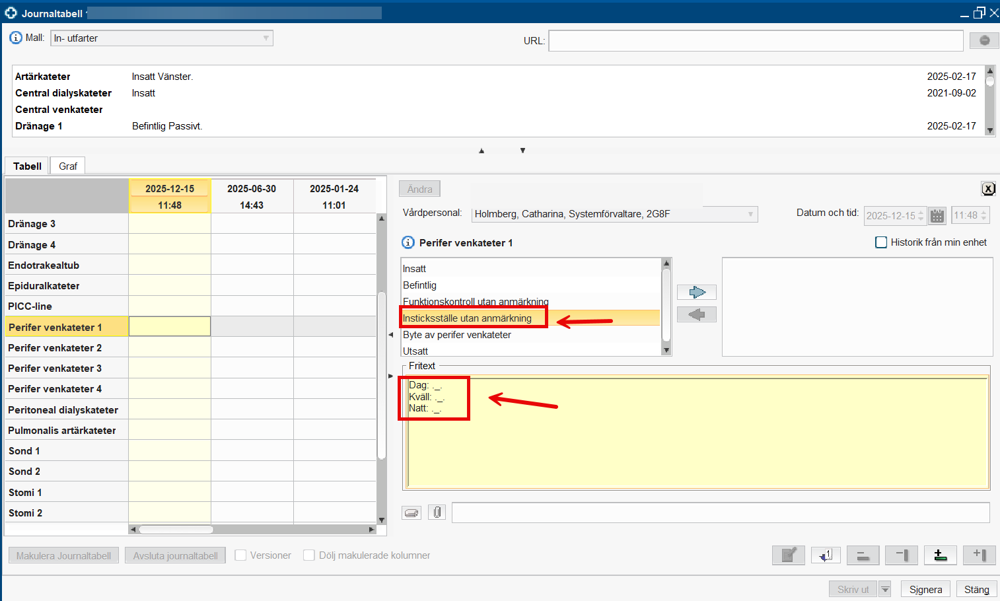 Journaltabell
Mall: In- utfarter
URL:
Artärkateter Insatt Vänster. 2025-02-17
Central dialyskateter Insatt 2021-09-02
Central venkateter
Dränage 1 Befintlig Passivt. 2025-02-17
Tabell Graf
2025-12-15 2025-06-30 2025-01-24
11:48 14:43 11:01
Dränage 3
Dränage 4
Endotrakealtub
Epiduralkateter
PICC-line
Perifer venkateter 1
Perifer venkateter 2
Perifer venkateter 3
Perifer venkateter 4
Peritoneal dialyskateter
Pulmonalis artärkateter
Sond 1
Sond 2
Stomi 1
Stomi 2
Ändra
Vårdpersonal: Holmberg, Catharina, Systemförvaltare, 2G8F Datum och tid: 2025-12-15 11:48
Perifer venkateter 1 Historik från min enhet
Insatt
Befintlig
Funktionskontroll utan anmärkning
Insticksställe utan anmärkning
Byte av perifer venkateter
Utsatt
Fritext
Dag: ._.
Kväll: ._.
Natt: ._.
Makulera Journaltabell Avsluta journaltabell Versioner Dölj makulerade kolumner
1
Skriv ut Signera Stäng